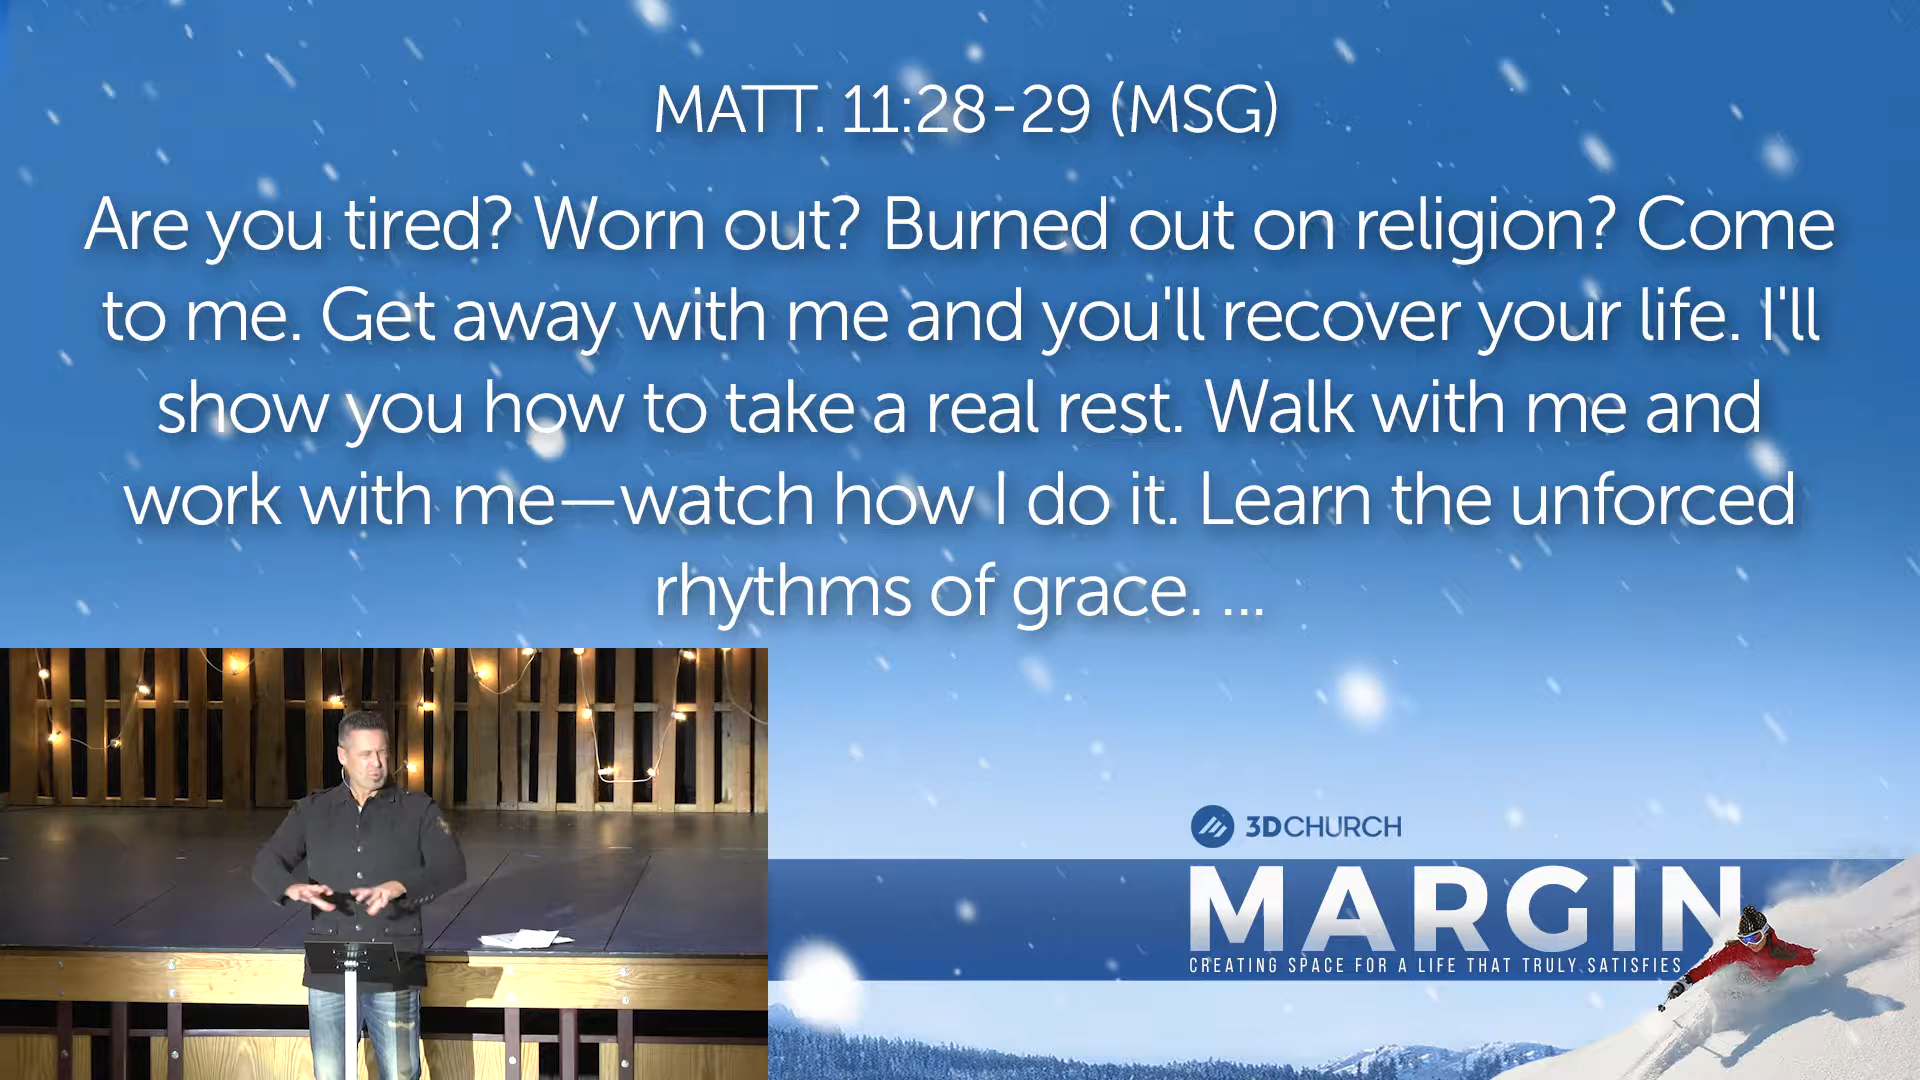 MATT. 11:28-29 (MSG)
Are you tired? Worn out? Burned out on religion? Come
to me. Get away with me and you'll recover your life. I'll
show you how to take a real rest. Walk with me and
work with me—watch how I do it. Learn the unforced
rhythms of grace. ...
3DCHURCH
MARGIN
CREATING SPACE FOR A LIFE THAT TRULY SATISFIES